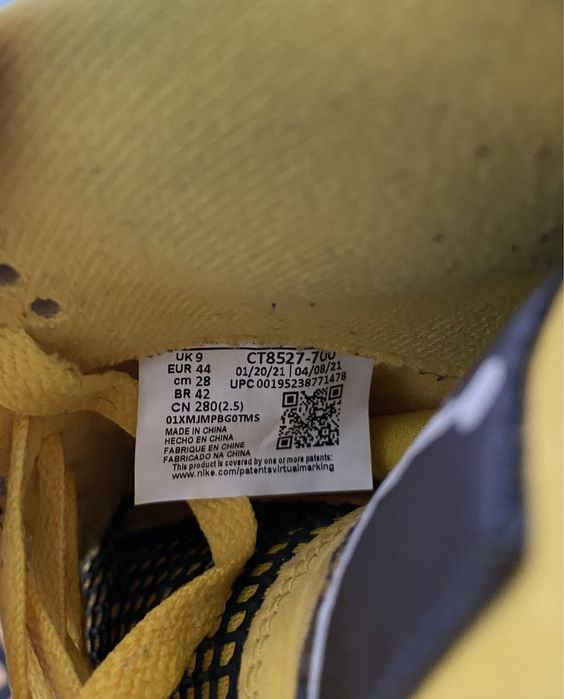 UK 9
EUR 44
cm 28
BR 42
CN 280(2.5)
CT8527-700
01/20/21 | 04/08/21
UPC 00195238771478
01XMJMPBG0TMS
MADE IN CHINA
HECHO EN CHINA
FABRIQUE EN CHINE
FABRICADO NA CHINA
This product is covered by one or more patents:
www.nike.com/patentsvirtualmarking